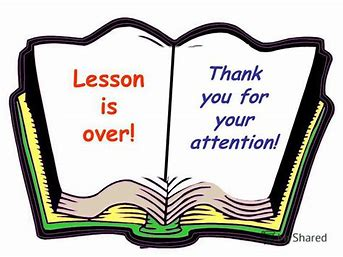 Lesson
is
over!
Thank
you for
your
attention!
Shared